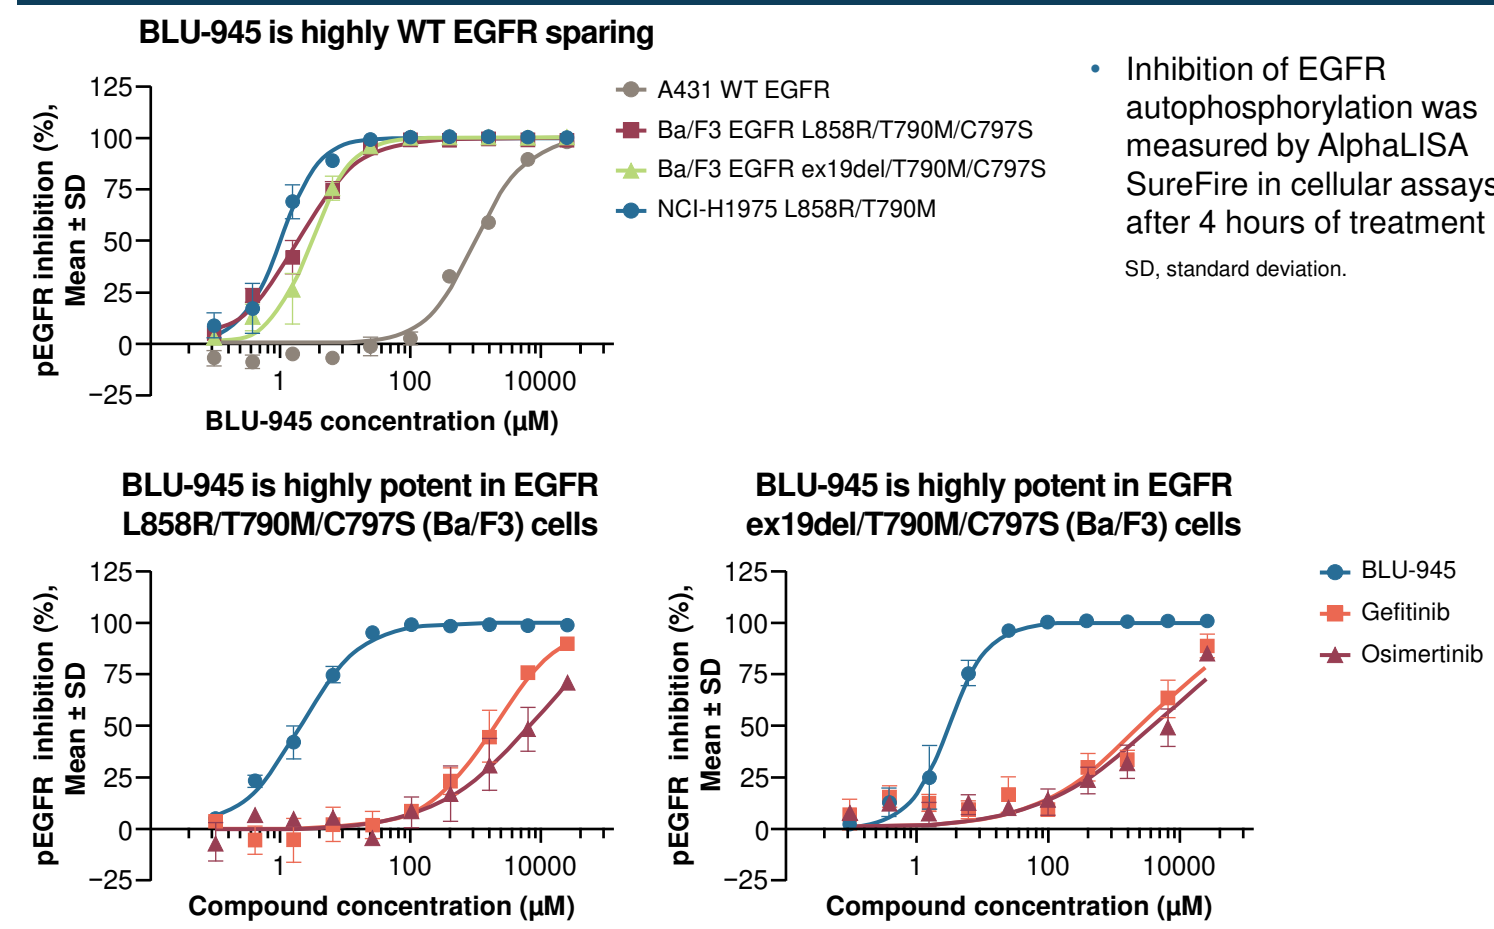 BLU-945 is highly WT EGFR sparing
pEGFR inhibition (%),
Mean ± SD
125
100
75
50
25
0
−25
1
100
10000
BLU-945 concentration (µM)
A431 WT EGFR
Ba/F3 EGFR L858R/T790M/C797S
Ba/F3 EGFR ex19del/T790M/C797S
NCI-H1975 L858R/T790M
• Inhibition of EGFR
autophosphorylation was
measured by AlphaLISA
SureFire in cellular assays
after 4 hours of treatment
SD, standard deviation.
BLU-945 is highly potent in EGFR
L858R/T790M/C797S (Ba/F3) cells
pEGFR inhibition (%),
Mean ± SD
125
100
75
50
25
0
−25
1
100
10000
Compound concentration (µM)
BLU-945 is highly potent in EGFR
ex19del/T790M/C797S (Ba/F3) cells
pEGFR inhibition (%),
Mean ± SD
125
100
75
50
25
0
−25
1
100
10000
Compound concentration (µM)
BLU-945
Gefitinib
Osimertinib